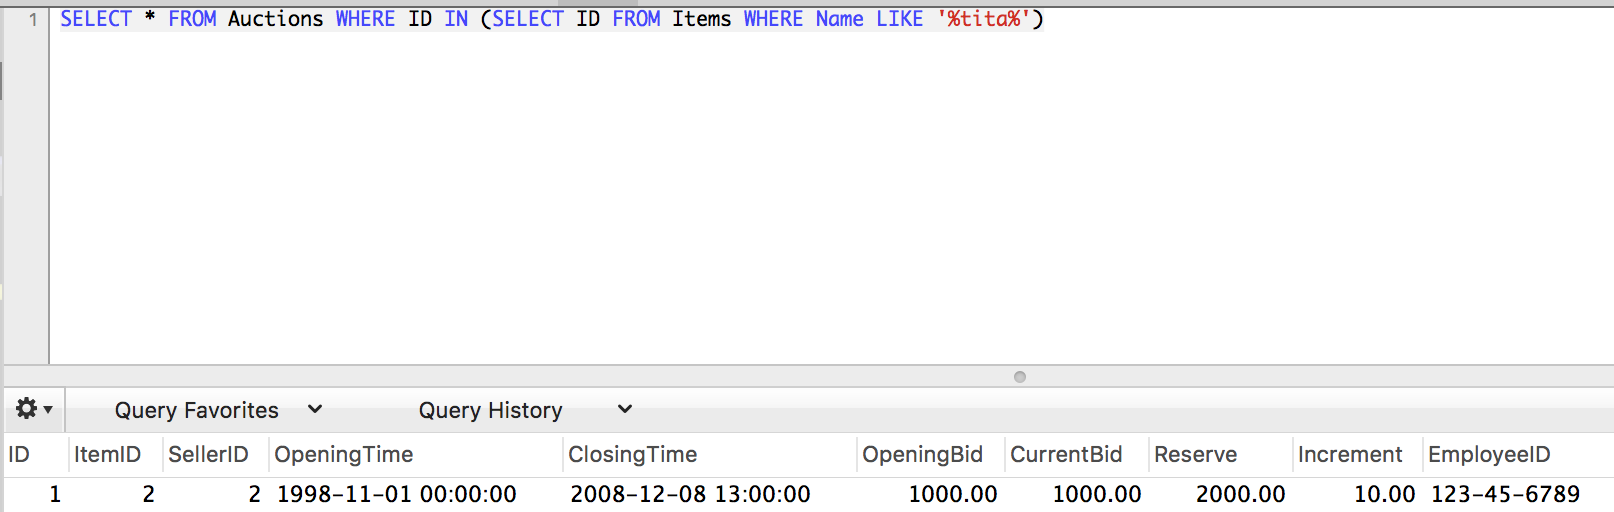 1 SELECT * FROM Auctions WHERE ID IN (SELECT ID FROM Items WHERE Name LIKE '%tita%')
Query Favorites Query History
ID ItemID SellerID OpeningTime ClosingTime OpeningBid CurrentBid Reserve Increment EmployeeID
1 2 2 1998-11-01 00:00:00 2008-12-08 13:00:00 1000.00 1000.00 2000.00 10.00 123-45-6789